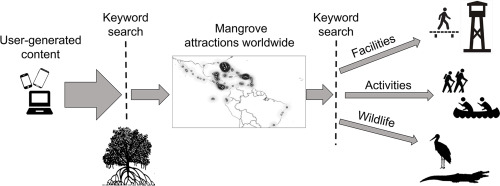 User-generated
content
Keyword
search
Mangrove
attractions worldwide
Keyword
search
Facilities
Activities
Wildlife